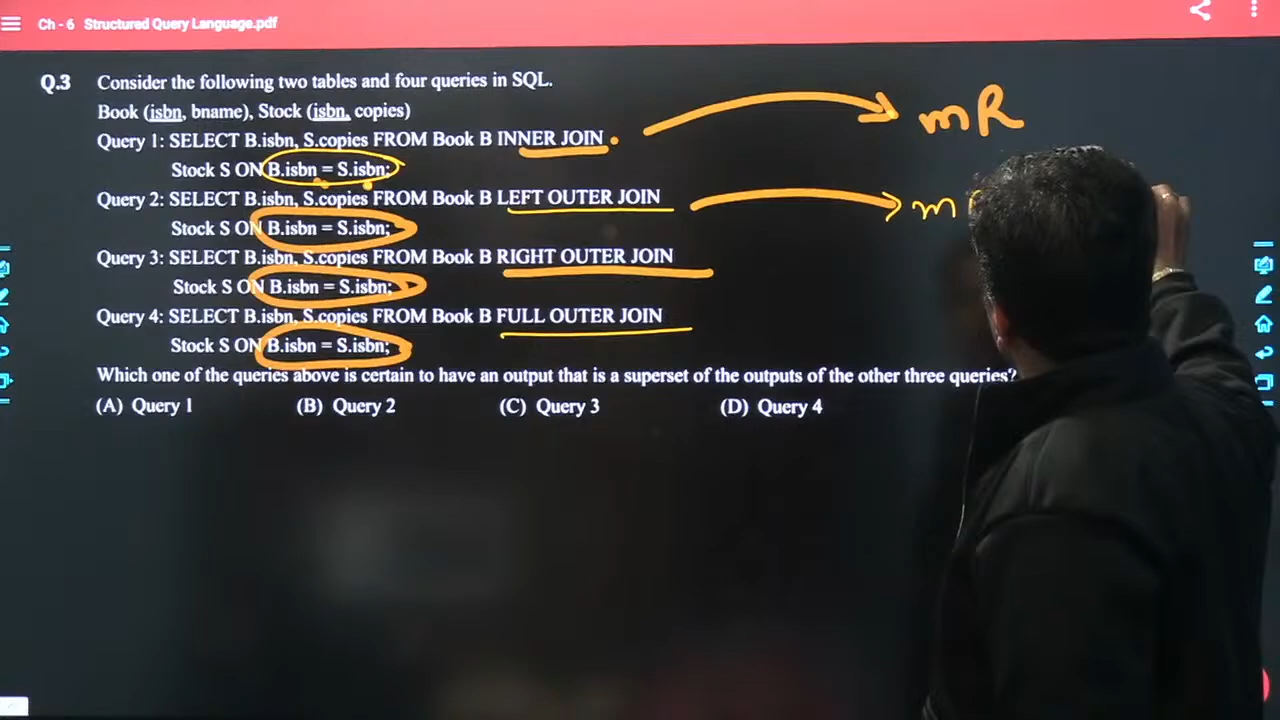 Ch - 6 Structured Query Language.pdf
Q.3 Consider the following two tables and four queries in SQL.
Book (isbn, bname), Stock (isbn, copies)
Query 1: SELECT B.isbn, S.copies FROM Book B INNER JOIN
Stock S ON B.isbn = S.isbn;
mR
Query 2: SELECT B.isbn, S.copies FROM Book B LEFT OUTER JOIN
Stock S ON B.isbn = S.isbn;
m
Query 3: SELECT B.isbn, S.copies FROM Book B RIGHT OUTER JOIN
Stock S ON B.isbn = S.isbn;
Query 4: SELECT B.isbn, S.copies FROM Book B FULL OUTER JOIN
Stock S ON B.isbn = S.isbn;
Which one of the queries above is certain to have an output that is a superset of the outputs of the other three queries?
(A) Query 1 (B) Query 2 (C) Query 3 (D) Query 4